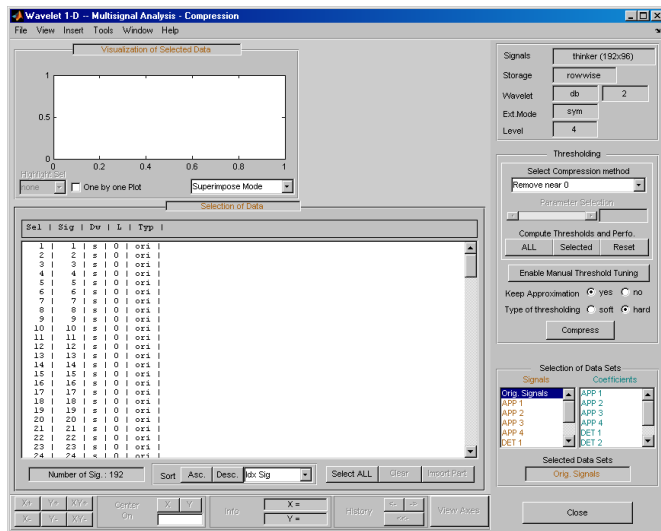 Wavelet 1-D -- Multisignal Analysis - Compression
File View Insert Tools Window Help
Visualization of Selected Data
1
0.5
0
0 0.2 0.4 0.6 0.8 1
Highlight Sel
none One by one Plot Superimpose Mode
Selection of Data
Sel | Sig | Dw | L | Typ |
1 | 1 | s | 0 | ori |
2 | 2 | s | 0 | ori |
3 | 3 | s | 0 | ori |
4 | 4 | s | 0 | ori |
5 | 5 | s | 0 | ori |
6 | 6 | s | 0 | ori |
7 | 7 | s | 0 | ori |
8 | 8 | s | 0 | ori |
9 | 9 | s | 0 | ori |
10 | 10 | s | 0 | ori |
11 | 11 | s | 0 | ori |
12 | 12 | s | 0 | ori |
13 | 13 | s | 0 | ori |
14 | 14 | s | 0 | ori |
15 | 15 | s | 0 | ori |
16 | 16 | s | 0 | ori |
17 | 17 | s | 0 | ori |
18 | 18 | s | 0 | ori |
19 | 19 | s | 0 | ori |
20 | 20 | s | 0 | ori |
21 | 21 | s | 0 | ori |
22 | 22 | s | 0 | ori |
23 | 23 | s | 0 | ori |
24 | 24 | s | 0 | ori |
Number of Sig. : 192 Sort Asc. Desc. Idx Sig Select ALL Clear Import Part
X+ Y+ XY+
X- Y- XY-
Center On X Y
Info X =
Y =
History <- ->
<<-
View Axes
Signals thinker (192x96)
Storage rowwise
Wavelet db 2
Ext.Mode sym
Level 4
Thresholding
Select Compression method
Remove near 0
Parameter Selection
Compute Thresholds and Perfo.
ALL Selected Reset
Enable Manual Threshold Tuning
Keep Approximation yes no
Type of thresholding soft hard
Compress
Selection of Data Sets
Signals Coefficients
Orig. Signals APP 1
APP 1 APP 2
APP 2 APP 3
APP 3 APP 4
APP 4 DET 1
DET 1 DET 2
Selected Data Sets
Orig. Signals
Close